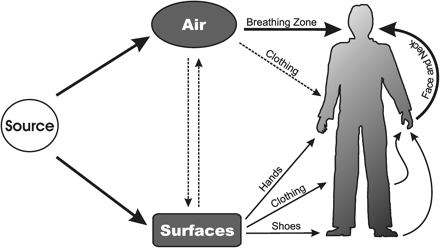 Air
Breathing Zone
Clothing
Face and Neck
Source
Hands
Clothing
Surfaces
Shoes